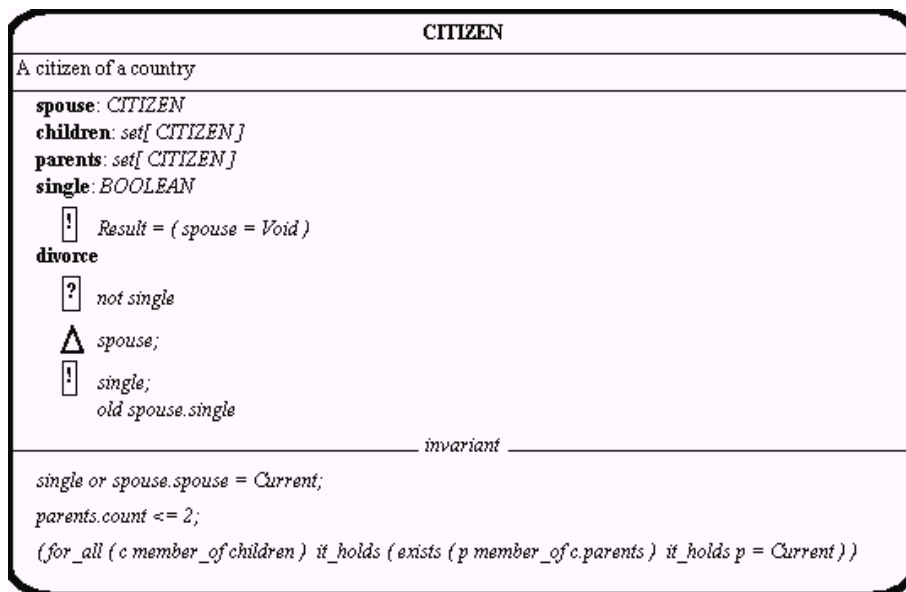 CITIZEN
A citizen of a country
spouse: CITIZEN
children: set[ CITIZEN ]
parents: set[ CITIZEN ]
single: BOOLEAN
! Result = ( spouse = Void )
divorce
? not single
Δ spouse;
! single;
old spouse.single
invariant
single or spouse.spouse = Current;
parents.count <= 2;
(for_all ( c member_of children ) it_holds ( exists ( p member_of c.parents ) it_holds p = Current ) )